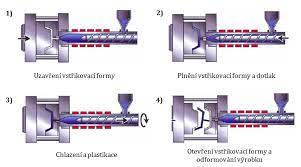 1)
Uzavření vstřikovací formy
2)
Plnění vstřikovací formy a dotlak
3)
Chlazení a plastikace
4)
Otevření vstřikovací formy a
odformování výrobku